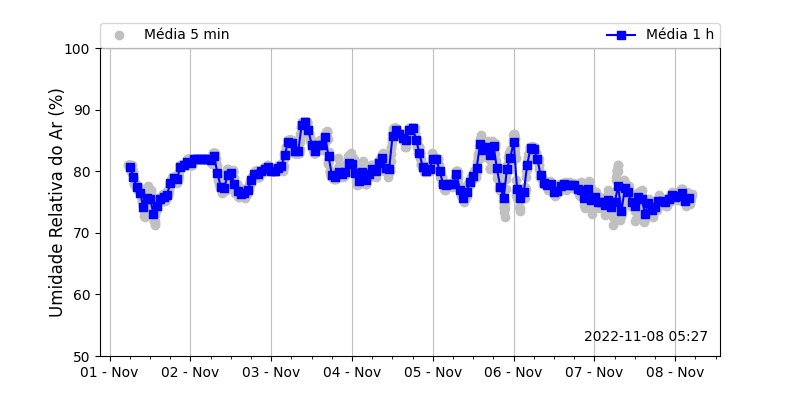 Média 5 min
Média 1 h
Umidade Relativa do Ar (%)
100
90
80
70
60
50
2022-11-08 05:27
01 - Nov
02 - Nov
03 - Nov
04 - Nov
05 - Nov
06 - Nov
07 - Nov
08 - Nov